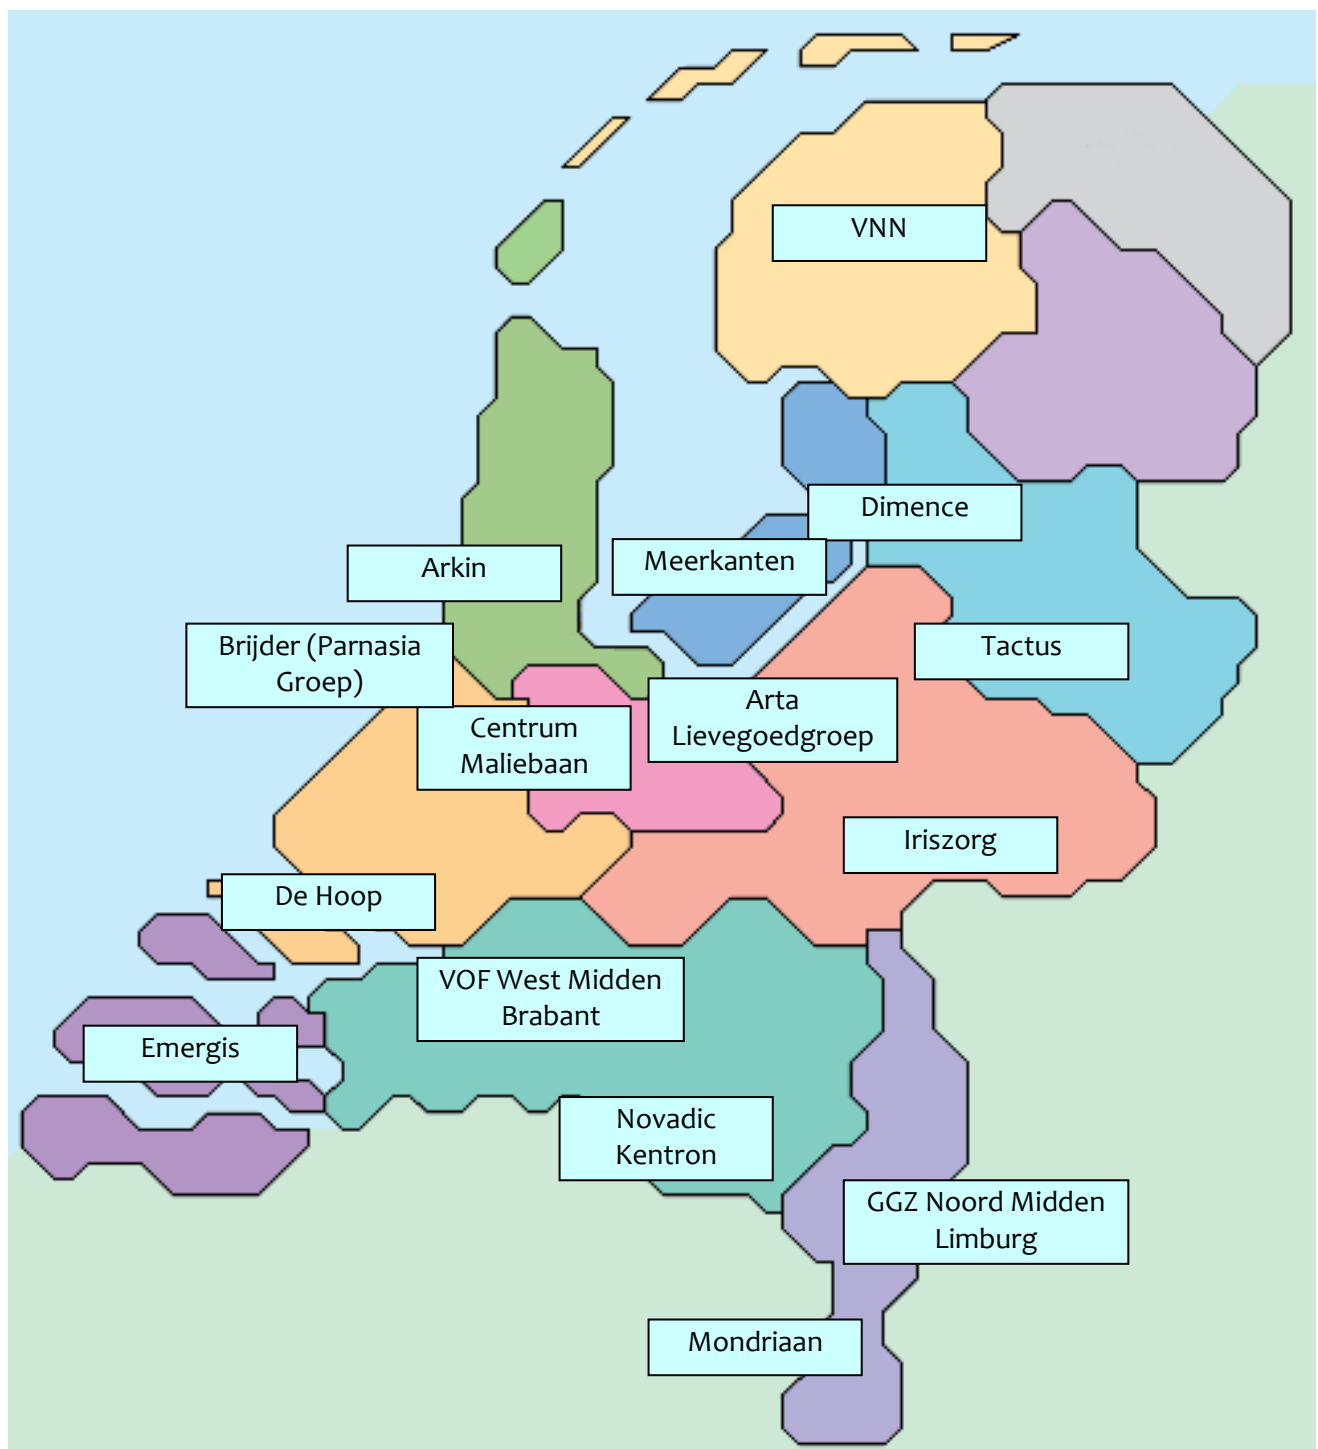 VNN
Dimence
Arkin
Meerkanten
Brijder (Parnasia
Groep)
Tactus
Arta
Lievegoedgroep
Centrum
Maliebaan
Iriszorg
De Hoop
VOF West Midden
Brabant
Emergis
Novadic
Kentron
GGZ Noord Midden
Limburg
Mondriaan